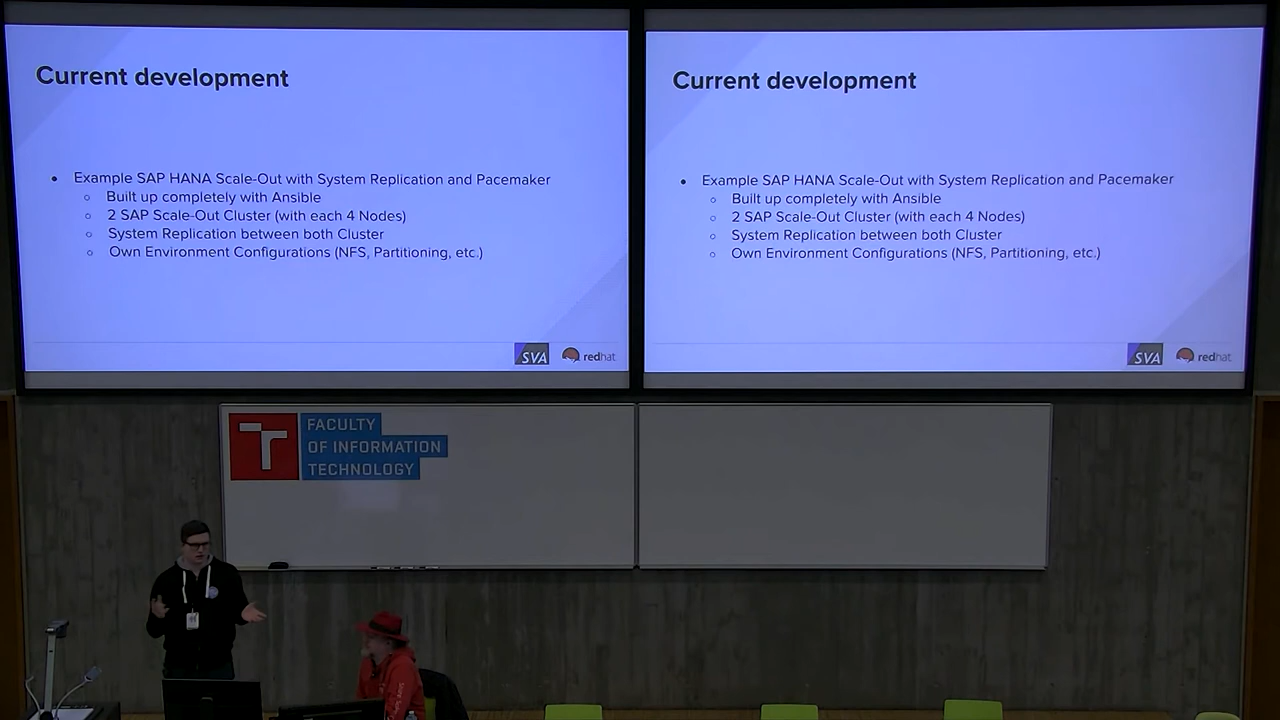 Current development
• Example SAP HANA Scale-Out with System Replication and Pacemaker
○ Built up completely with Ansible
○ 2 SAP Scale-Out Cluster (with each 4 Nodes)
○ System Replication between both Cluster
○ Own Environment Configurations (NFS, Partitioning, etc.)
SVA redhat
Current development
• Example SAP HANA Scale-Out with System Replication and Pacemaker
○ Built up completely with Ansible
○ 2 SAP Scale-Out Cluster (with each 4 Nodes)
○ System Replication between both Cluster
○ Own Environment Configurations (NFS, Partitioning, etc.)
SVA redhat
T
FACULTY
OF INFORMATION
TECHNOLOGY